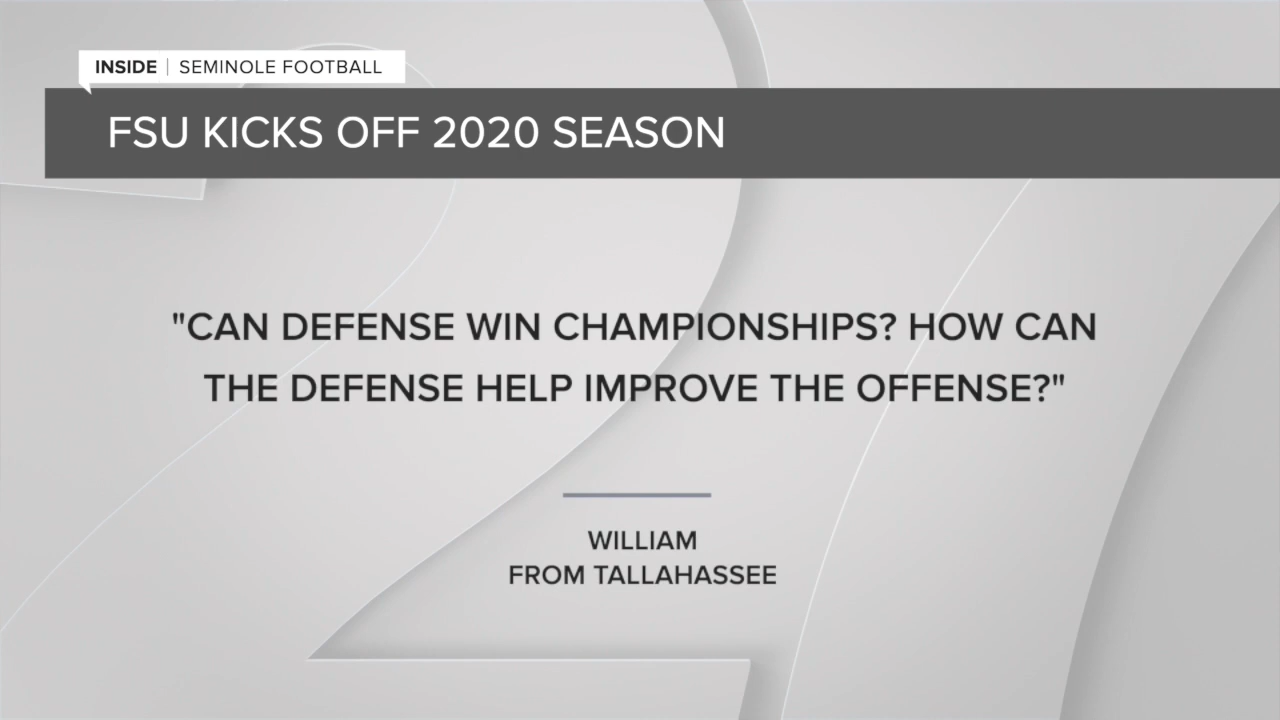 INSIDE | SEMINOLE FOOTBALL
FSU KICKS OFF 2020 SEASON
"CAN DEFENSE WIN CHAMPIONSHIPS? HOW CAN
THE DEFENSE HELP IMPROVE THE OFFENSE?"
WILLIAM
FROM TALLAHASSEE